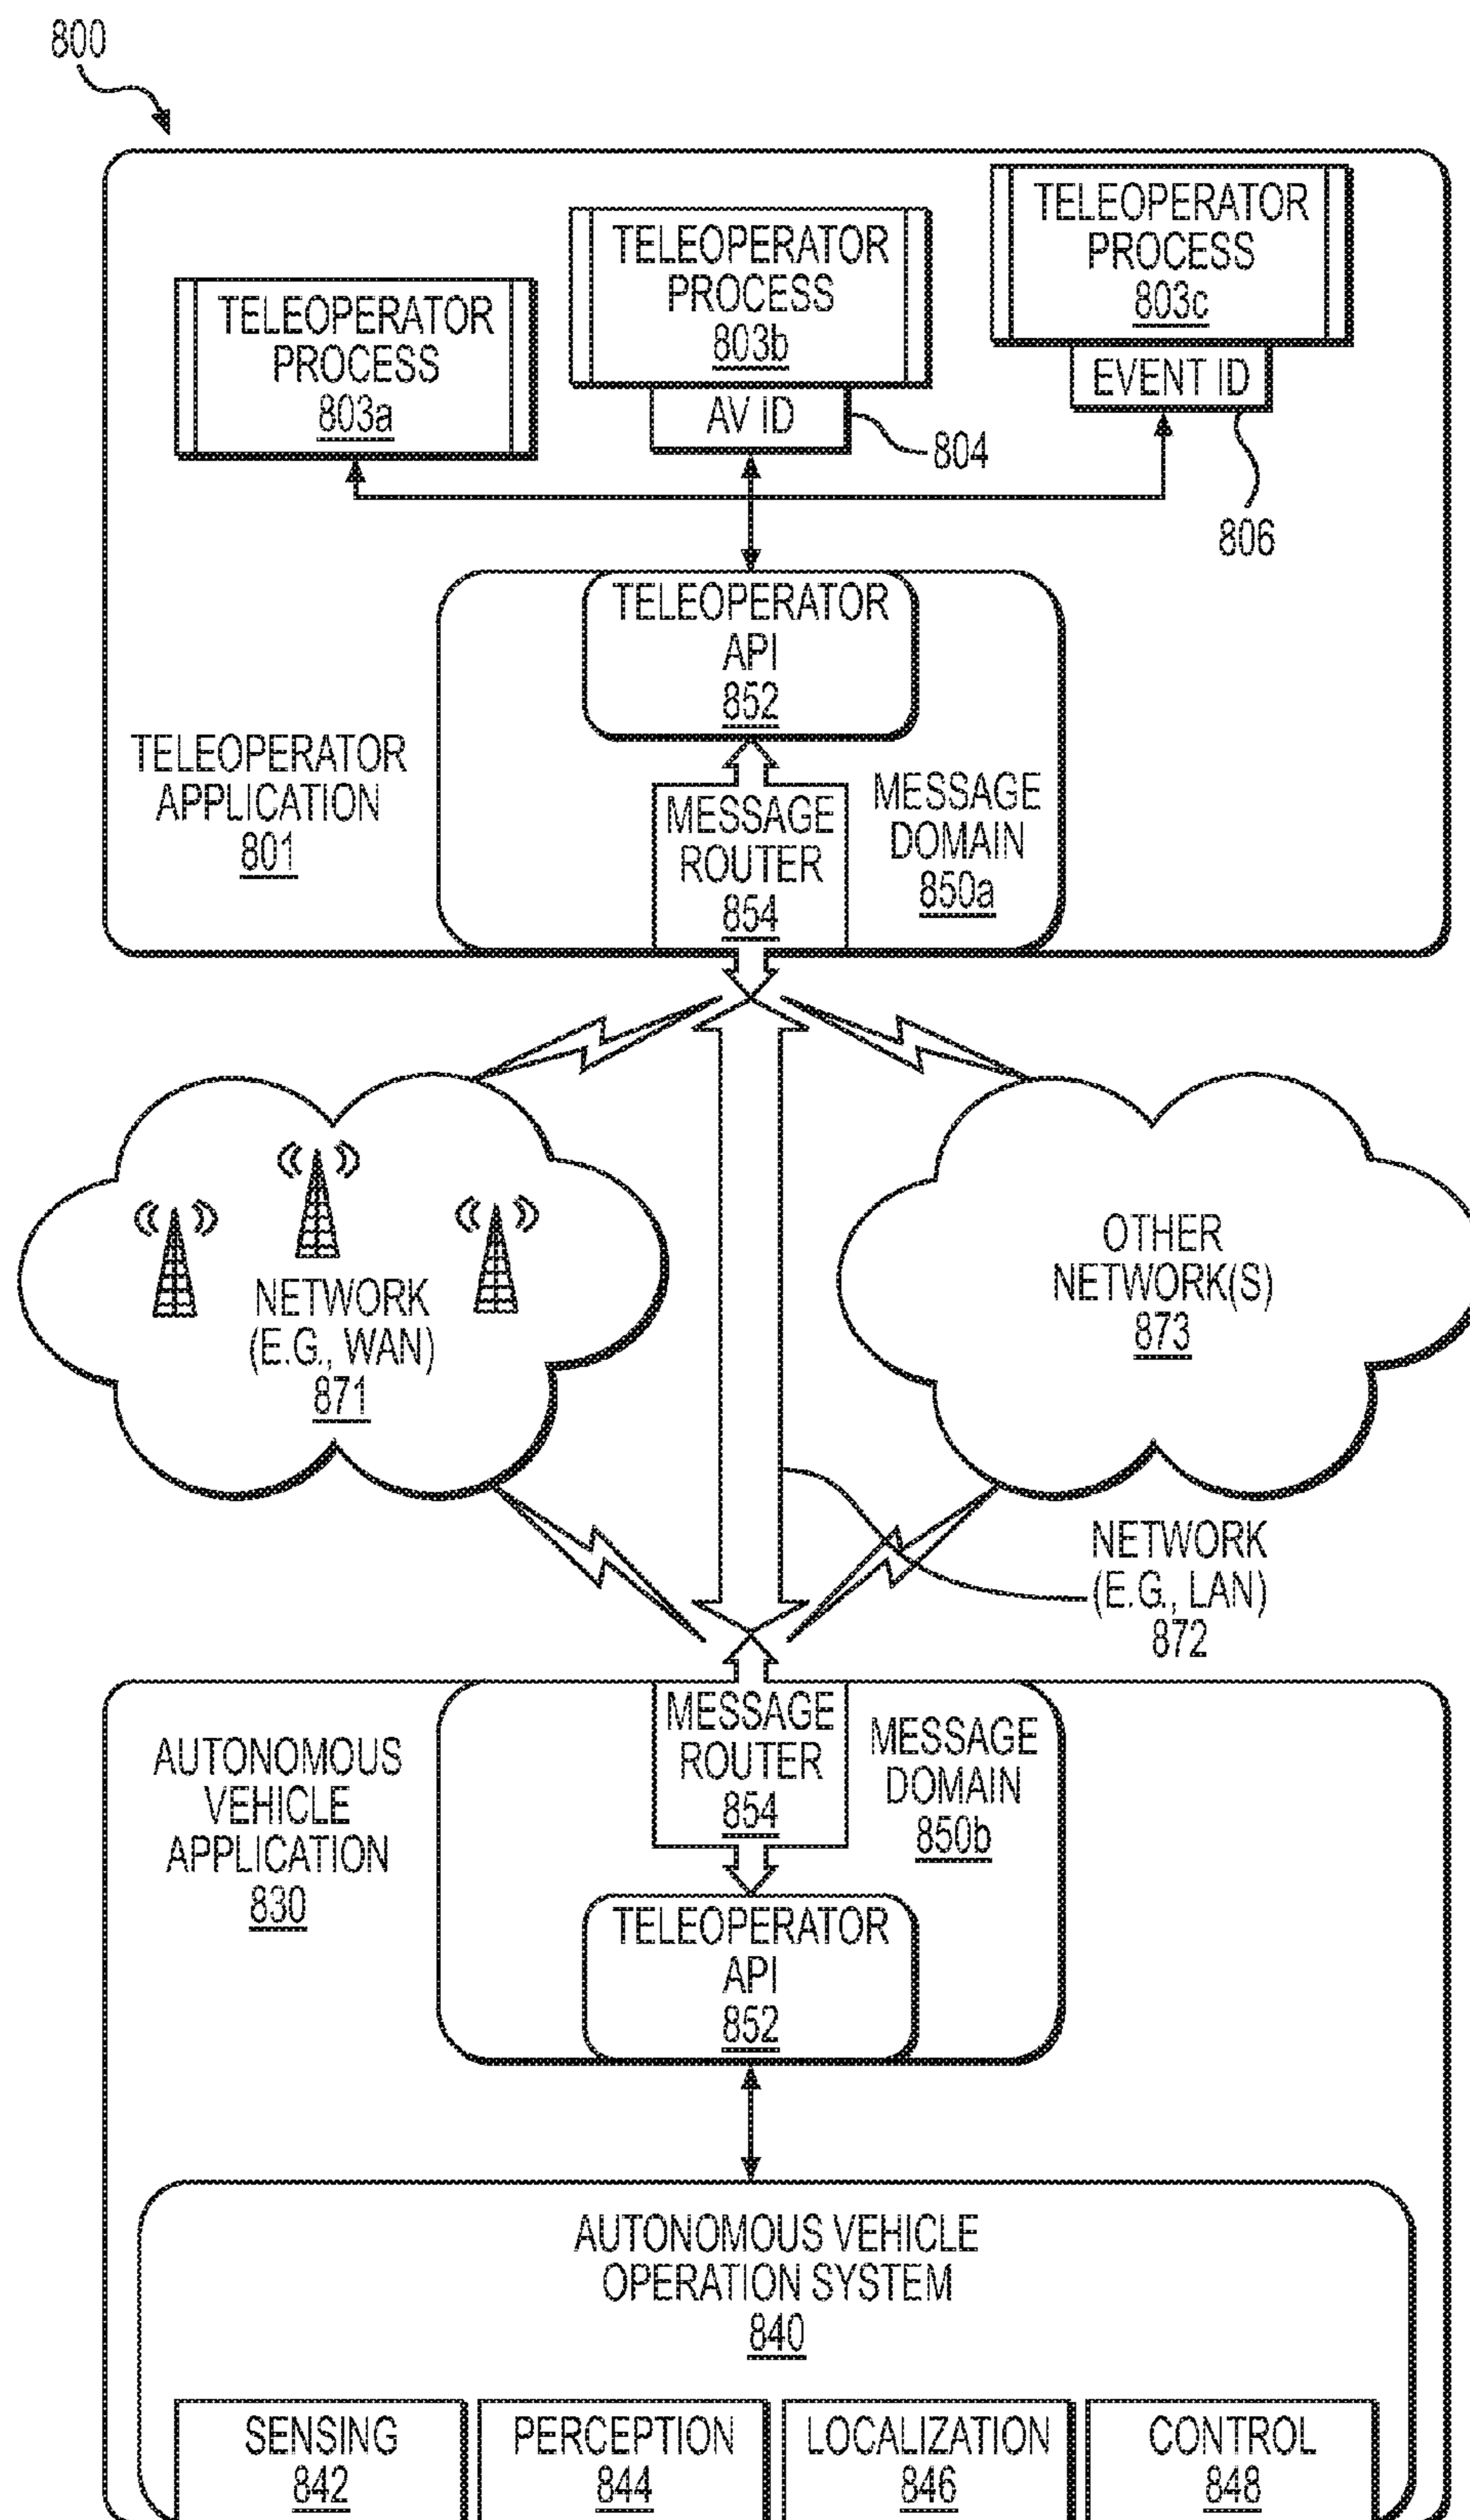 800
TELEOPERATOR
PROCESS
803a
TELEOPERATOR
PROCESS
803b
AV ID
804
TELEOPERATOR
PROCESS
803c
EVENT ID
806
TELEOPERATOR
API
852
TELEOPERATOR
APPLICATION
801
MESSAGE
ROUTER
854
MESSAGE
DOMAIN
850a
NETWORK
(E.G., WAN)
871
OTHER
NETWORK(S)
873
NETWORK
(E.G., LAN)
872
AUTONOMOUS
VEHICLE
APPLICATION
830
MESSAGE
ROUTER
854
MESSAGE
DOMAIN
850b
TELEOPERATOR
API
852
AUTONOMOUS VEHICLE
OPERATION SYSTEM
840
SENSING
842
PERCEPTION
844
LOCALIZATION
846
CONTROL
848